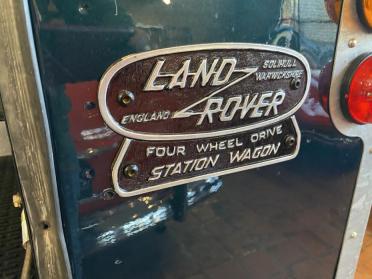 LAND
SOLIHULL
WARWICKSHIRE
ENGLAND
ROVER
FOUR WHEEL DRIVE
STATION WAGON